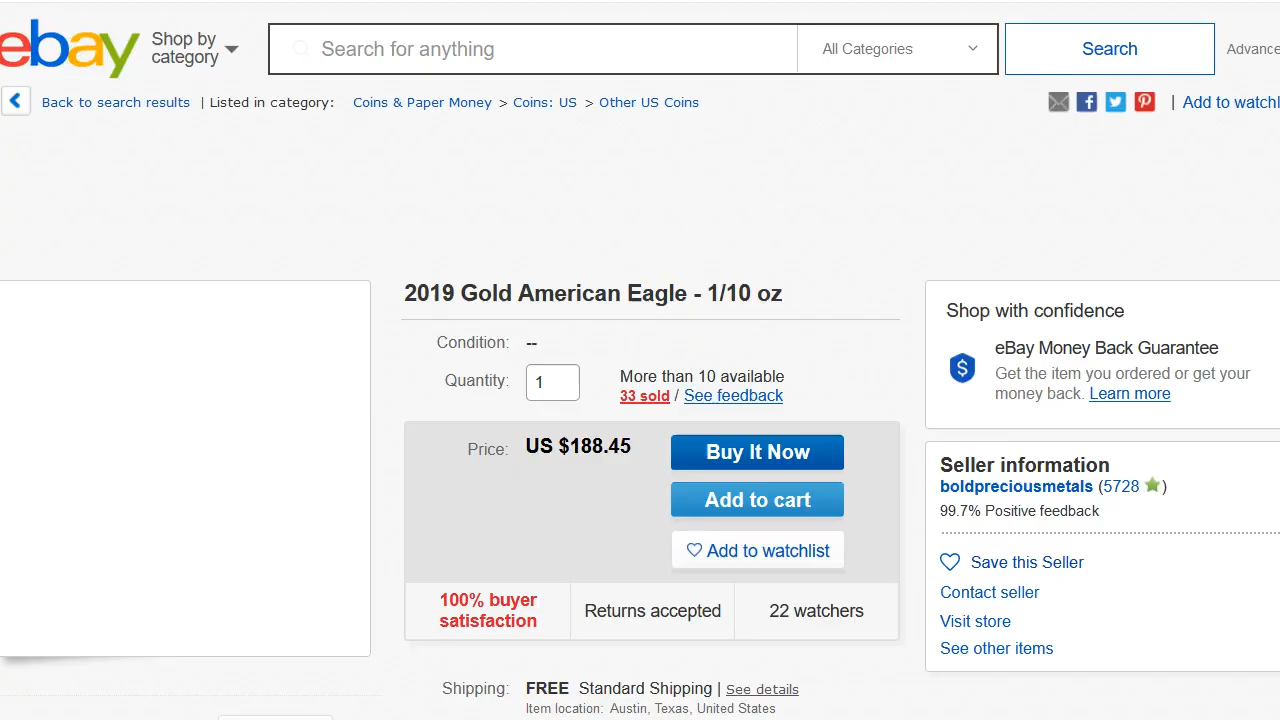 ebay
Shop by
category
Search for anything
All Categories
Search
Back to search results | Listed in category: Coins & Paper Money > Coins: US > Other US Coins
| Add to
2019 Gold American Eagle - 1/10 oz
Condition: --
Quantity: 1
More than 10 available
33 sold / See feedback
Price: US $188.45
Buy It Now
Add to cart
Add to watchlist
100% buyer
satisfaction
Returns accepted
22 watchers
Shipping: FREE Standard Shipping | See details
Item location: Austin, Texas, United States
Shop with confidence
eBay Money Back Guarantee
Get the item you ordered or get your
money back. Learn more
Seller information
boldpreciousmetals (5728 )
99.7% Positive feedback
Save this Seller
Contact seller
Visit store
See other items